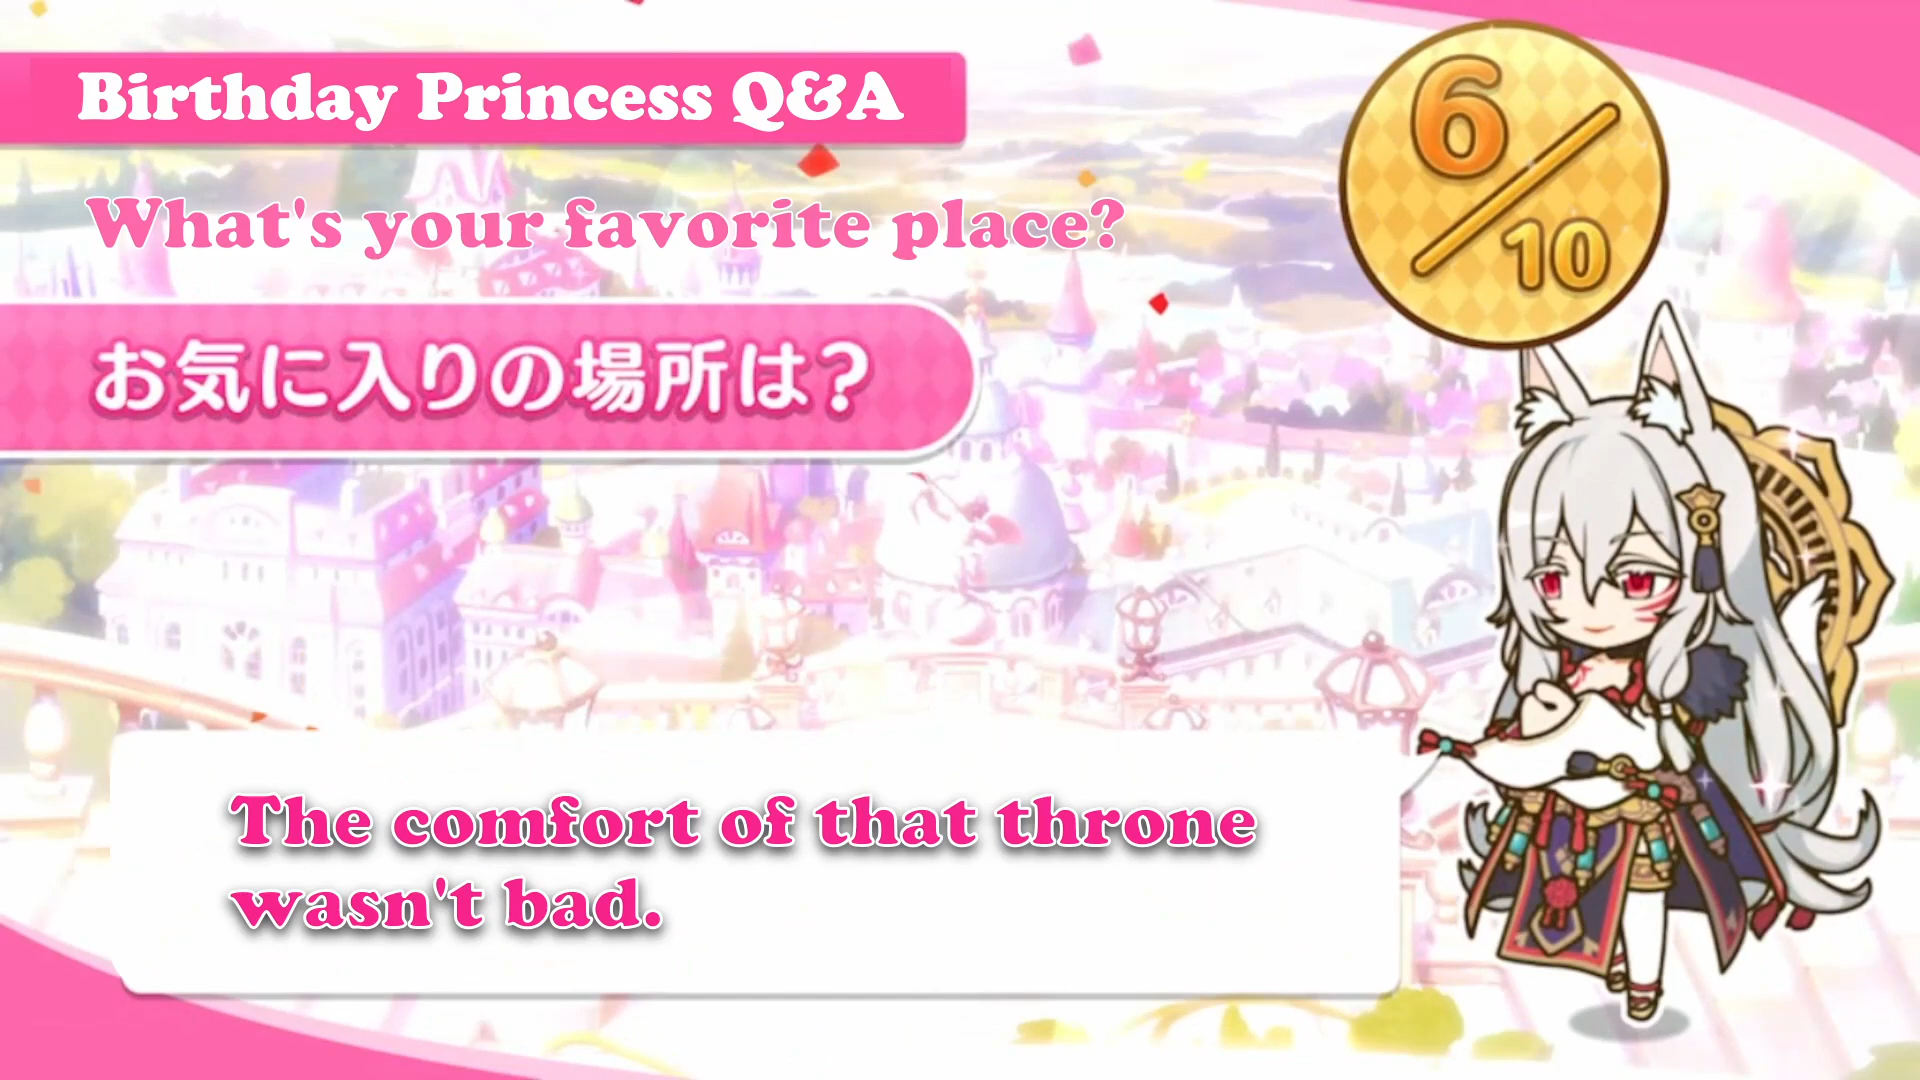 Birthday Princess Q&A
6/10
What's your favorite place?
お気に入りの場所は？
The comfort of that throne
wasn't bad.